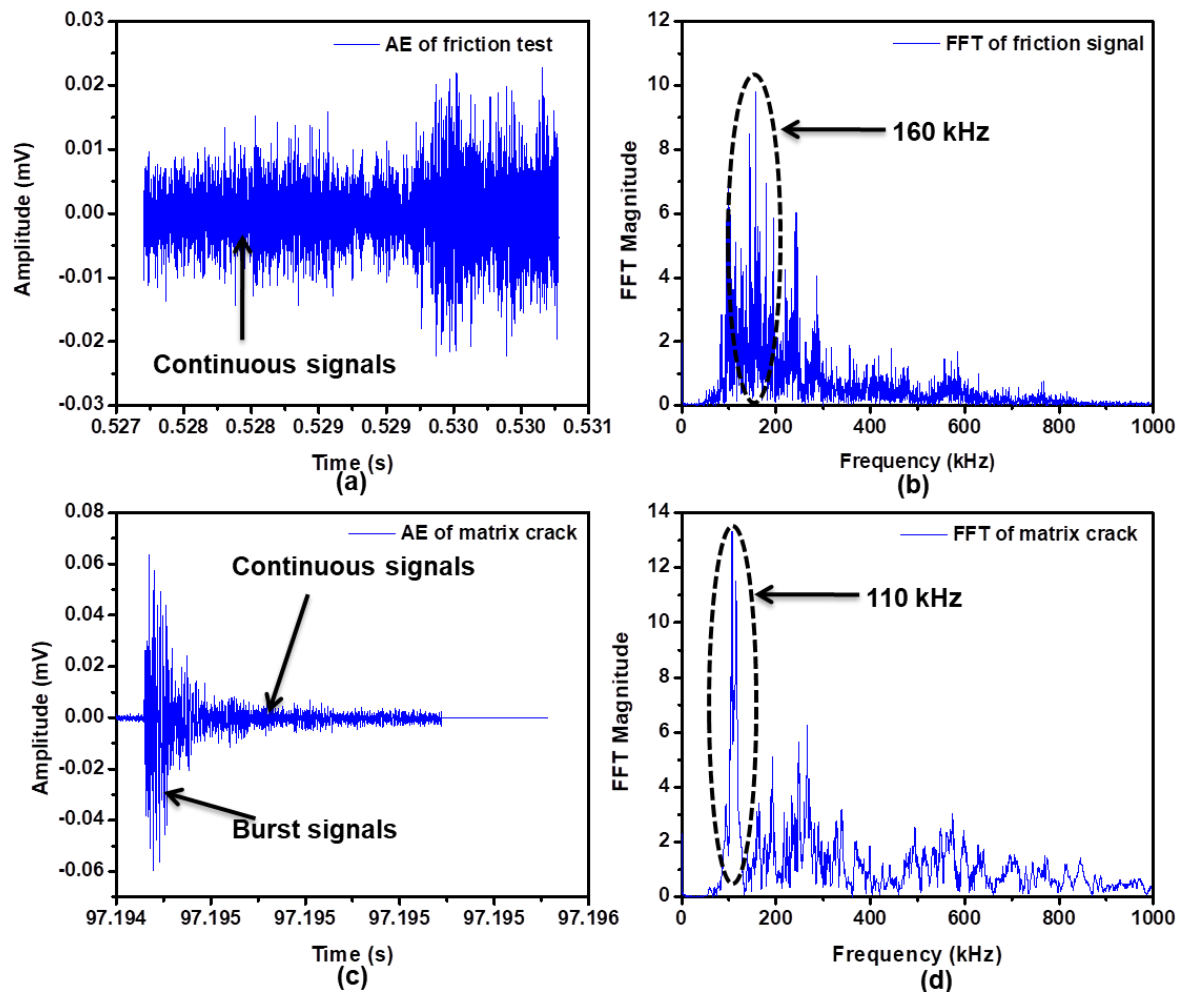 (a)
AE of friction test
Amplitude (mV)
0.03
0.02
0.01
0.00
-0.01
-0.02
-0.03
Continuous signals
0.527 0.528 0.528 0.529 0.529 0.530 0.530 0.531
Time (s)
(a)
FFT of friction signal
FFT Magnitude
12
10
8
6
4
2
0
160 kHz
0 200 400 600 800 1000
Frequency (kHz)
(b)
AE of matrix crack
Amplitude (mV)
0.08
0.06
0.04
0.02
0.00
-0.02
-0.04
-0.06
Continuous signals
Burst signals
97.194 97.195 97.195 97.195 97.195 97.196
Time (s)
(c)
FFT of matrix crack
FFT Magnitude
14
12
10
8
6
4
2
0
110 kHz
0 200 400 600 800 1000
Frequency (kHz)
(d)